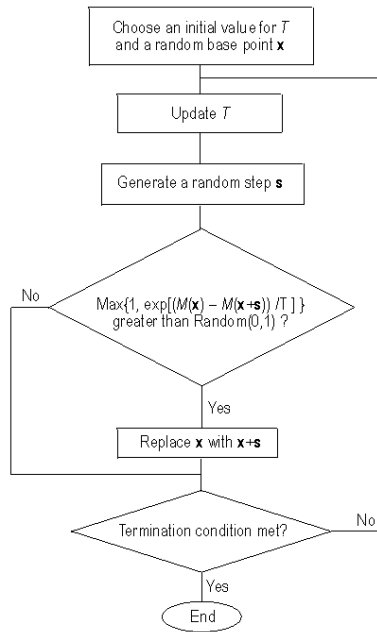 Choose an initial value for T
and a random base point x
Update T
Generate a random step s
No
Max{1, exp[(M(x) – M(x+s)) /T ] }
greater than Random(0,1) ?
Yes
Replace x with x+s
Termination condition met?
No
Yes
End